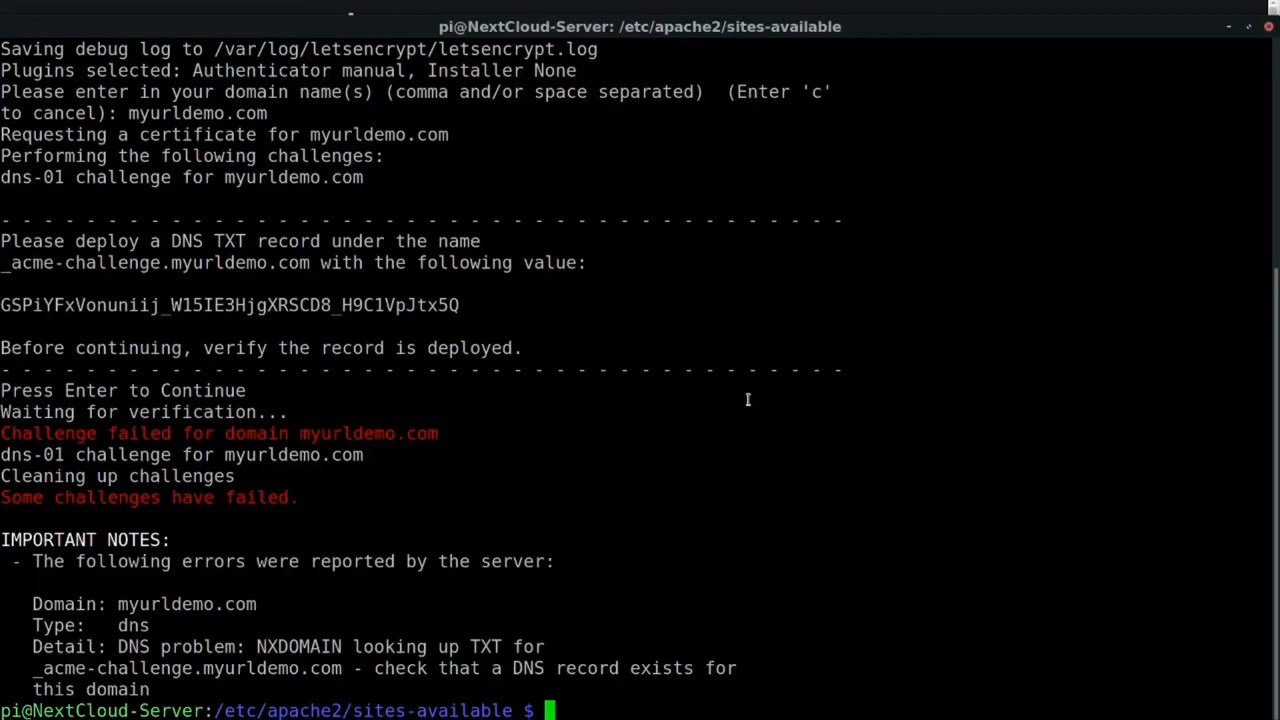 pi@NextCloud-Server: /etc/apache2/sites-available
Saving debug log to /var/log/letsencrypt/letsencrypt.log
Plugins selected: Authenticator manual, Installer None
Please enter in your domain name(s) (comma and/or space separated)  (Enter 'c'
to cancel): myurldemo.com
Requesting a certificate for myurldemo.com
Performing the following challenges:
dns-01 challenge for myurldemo.com
- - - - - - - - - - - - - - - - - - - - - - - - - - - - - - - - - - - - - - - -
Please deploy a DNS TXT record under the name
_acme-challenge.myurldemo.com with the following value:
GSPiYFxVonuniij_W15IE3HjgXRSCD8_H9C1VpJtx5Q
Before continuing, verify the record is deployed.
- - - - - - - - - - - - - - - - - - - - - - - - - - - - - - - - - - - - - - - -
Press Enter to Continue
Waiting for verification...
Challenge failed for domain myurldemo.com
dns-01 challenge for myurldemo.com
Cleaning up challenges
Some challenges have failed.
IMPORTANT NOTES:
- The following errors were reported by the server:
Domain: myurldemo.com
Type:   dns
Detail: DNS problem: NXDOMAIN looking up TXT for
_acme-challenge.myurldemo.com - check that a DNS record exists for
this domain
pi@NextCloud-Server:/etc/apache2/sites-available $